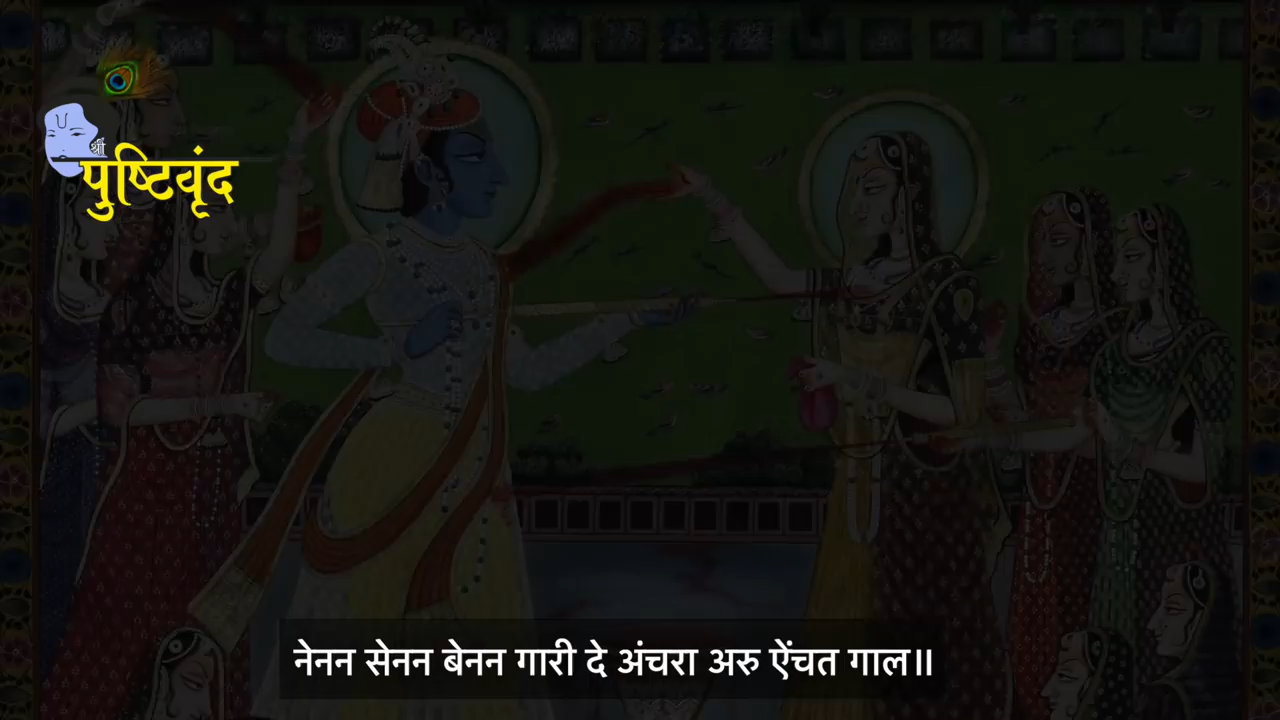 श्री
पुष्टिवृंद
नेनन सेनन बेनन गारी दे अंचरा अरु ऐंचत गाल॥